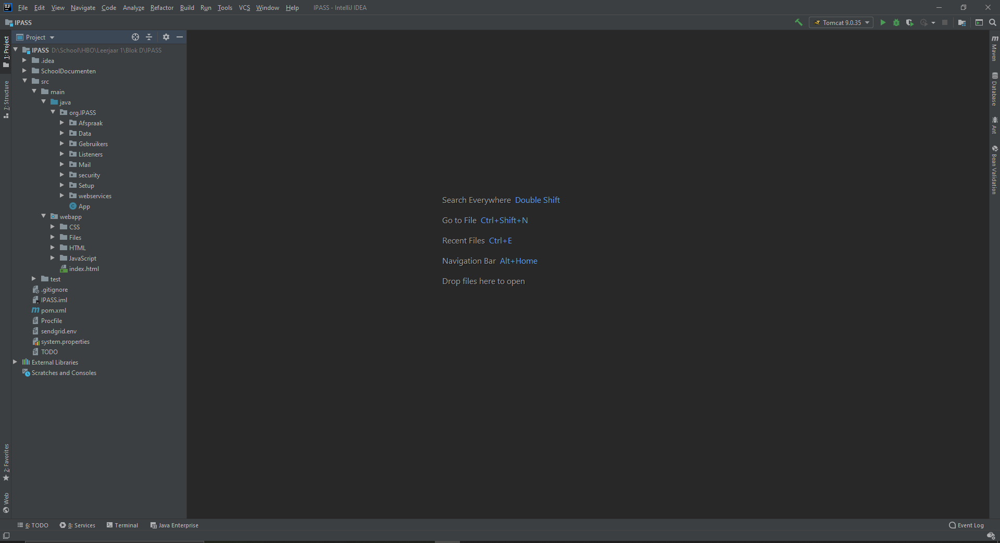 File Edit View Navigate Code Analyze Refactor Build Run Tools VCS Window Help IPASS - IntelliJ IDEA
IPASS
Tomcat 9.0.35
1: Project
7: Structure
2: Favorites
Web
Project
IPASS D:\School\HBO\Leerjaar 1\Blok D\IPASS
.idea
SchoolDocumenten
src
main
java
org.IPASS
Afspraak
Data
Gebruikers
Listeners
Mail
security
Setup
webservices
App
webapp
CSS
Files
HTML
JavaScript
index.html
test
.gitignore
IPASS.iml
pom.xml
Procfile
sendgrid.env
system.properties
TODO
External Libraries
Scratches and Consoles
Search Everywhere Double Shift
Go to File Ctrl+Shift+N
Recent Files Ctrl+E
Navigation Bar Alt+Home
Drop files here to open
Maven
Database
Ant
Bean Validation
6: TODO 8: Services Terminal Java Enterprise Event Log